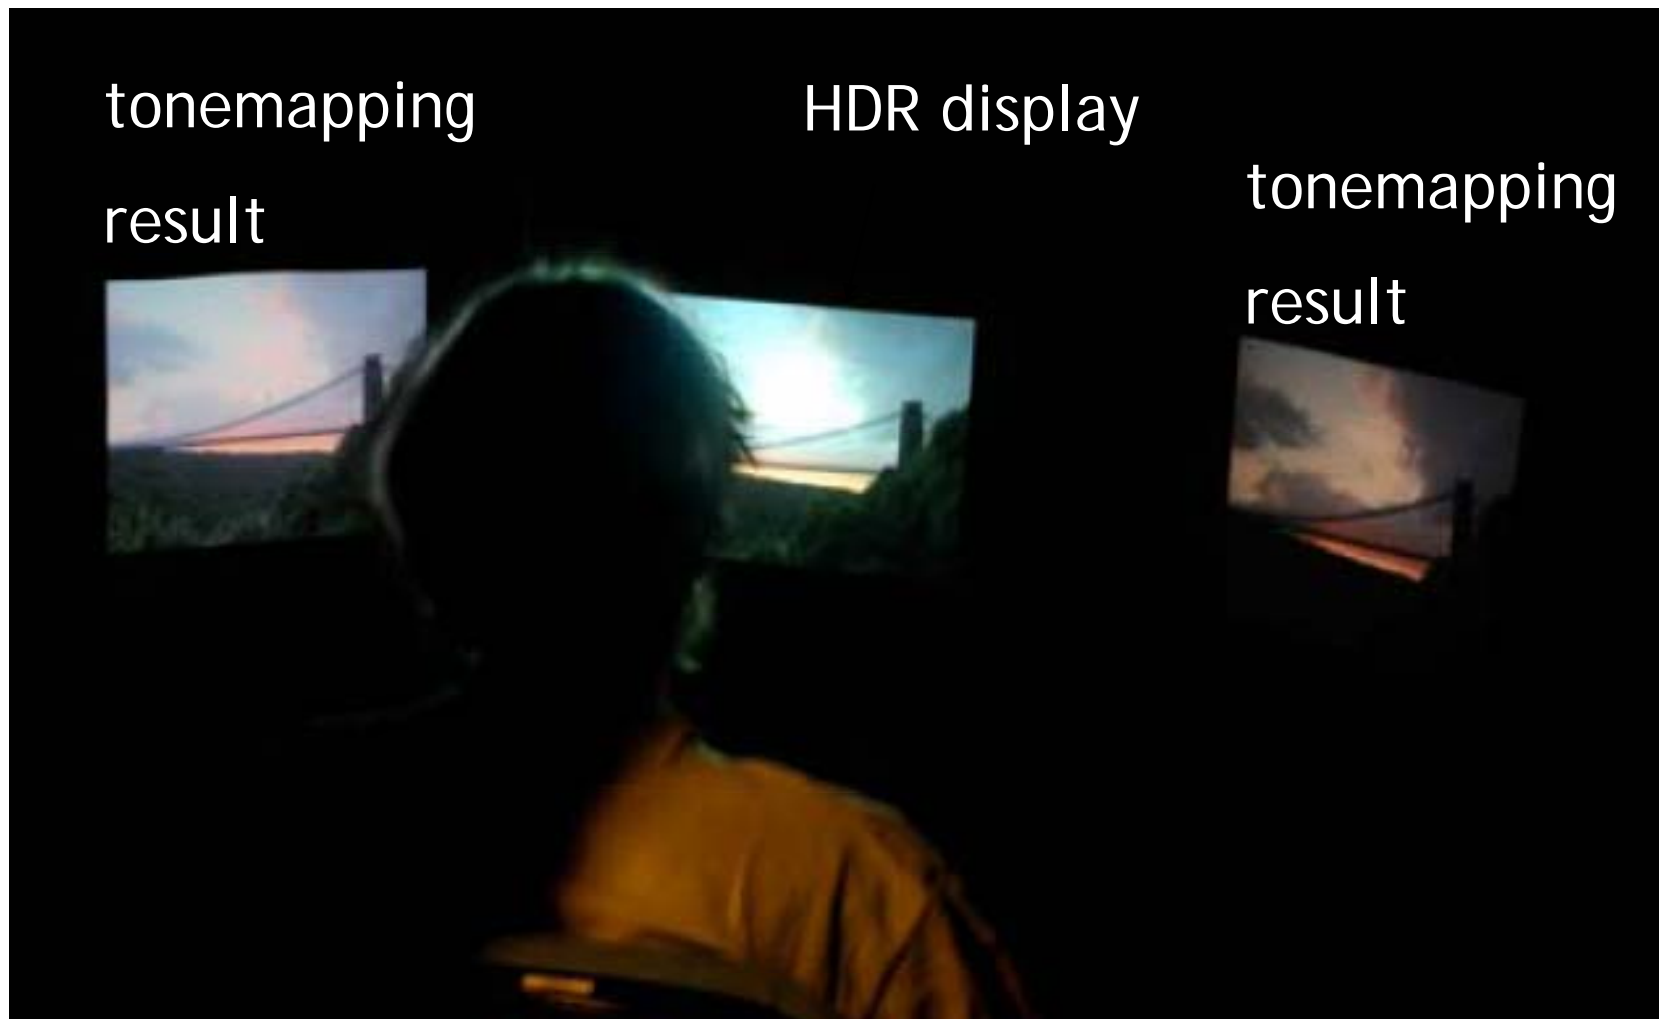 tonemapping
result
HDR display
tonemapping
result